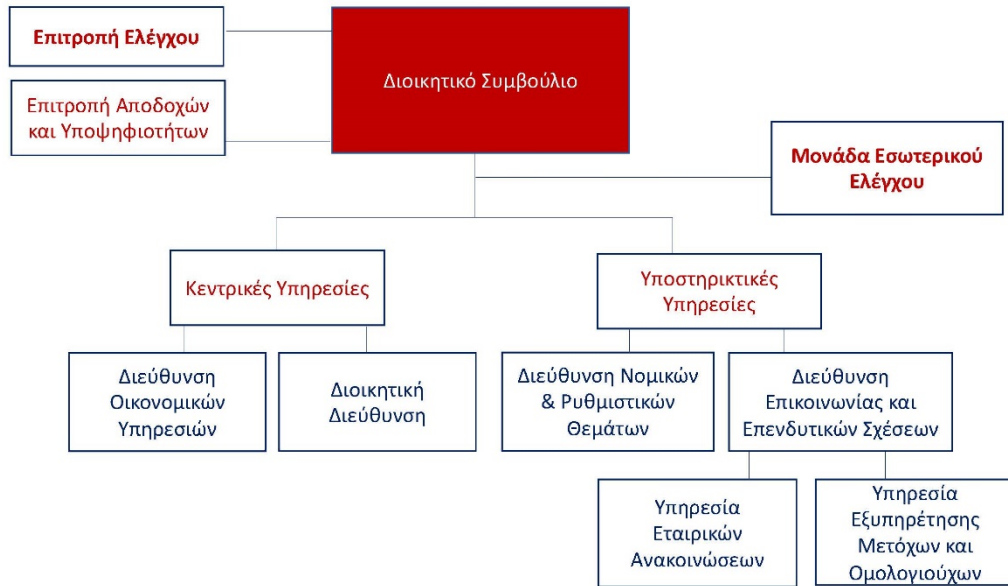 Επιτροπή Ελέγχου
Διοικητικό Συμβούλιο
Επιτροπή Αποδοχών
και Υποψηφιοτήτων
Μονάδα Εσωτερικού
Ελέγχου
Κεντρικές Υπηρεσίες
Υποστηρικτικές
Υπηρεσίες
Διεύθυνση
Οικονομικών
Υπηρεσιών
Διοικητική
Διεύθυνση
Διεύθυνση Νομικών
& Ρυθμιστικών
Θεμάτων
Διεύθυνση
Επικοινωνίας και
Επενδυτικών Σχέσεων
Υπηρεσία
Εταιρικών
Ανακοινώσεων
Υπηρεσία
Εξυπηρέτησης
Μετόχων και
Ομολογιούχων